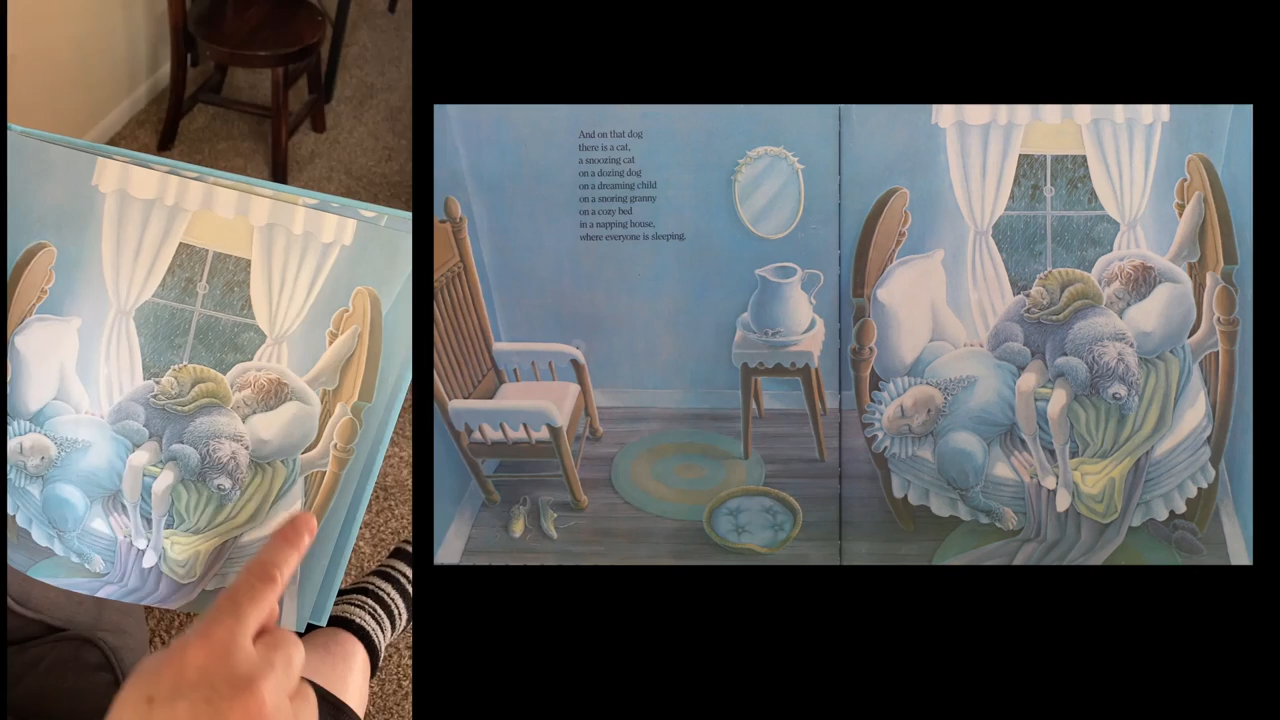 And on that dog
there is a cat,
a snoozing cat
on a dozing dog
on a dreaming child
on a snoring granny
on a cozy bed
in a napping house,
where everyone is sleeping.